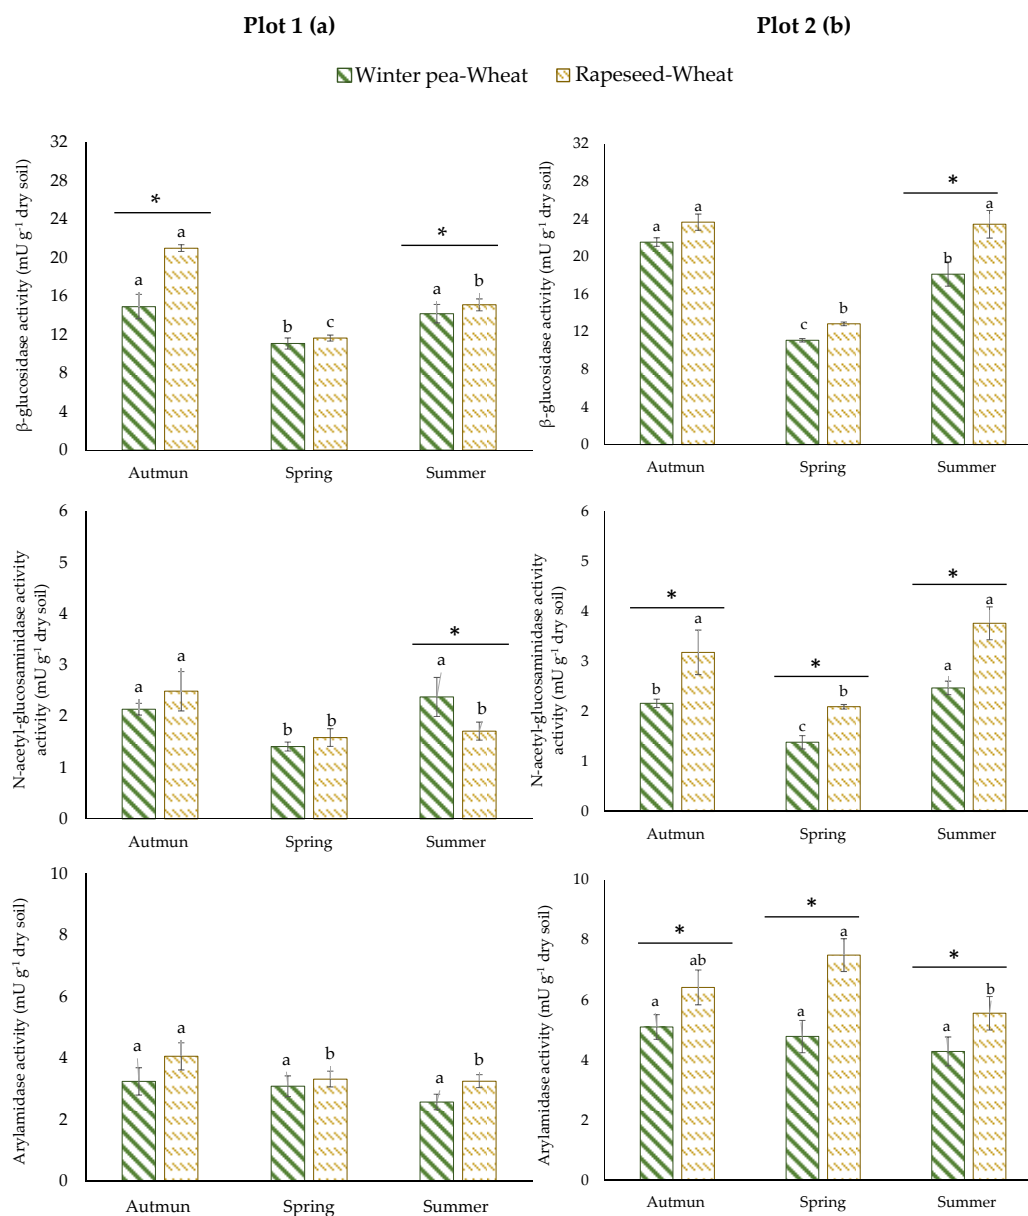 Plot 1 (a)
Plot 2 (b)
Winter pea-Wheat
Rapeseed-Wheat
β-glucosidase activity (mU g⁻¹ dry soil)
32
28
24
20
16
12
8
4
0
*
a
a
b
c
*
a
b
Autmun
Spring
Summer
β-glucosidase activity (mU g⁻¹ dry soil)
32
28
24
20
16
12
8
4
0
a
a
c
b
*
b
a
Autmun
Spring
Summer
N-acetyl-glucosaminidase activity
activity (mU g⁻¹ dry soil)
6
5
4
3
2
1
0
a
a
b
b
*
a
b
Autmun
Spring
Summer
N-acetyl-glucosaminidase activity
activity (mU g⁻¹ dry soil)
6
5
4
3
2
1
0
*
b
a
*
c
b
*
a
a
Autmun
Spring
Summer
Arylamidase activity (mU g⁻¹ dry soil)
10
8
6
4
2
0
a
a
a
b
a
b
Autmun
Spring
Summer
Arylamidase activity (mU g⁻¹ dry soil)
10
8
6
4
2
0
*
a
ab
*
a
a
*
a
b
Autmun
Spring
Summer